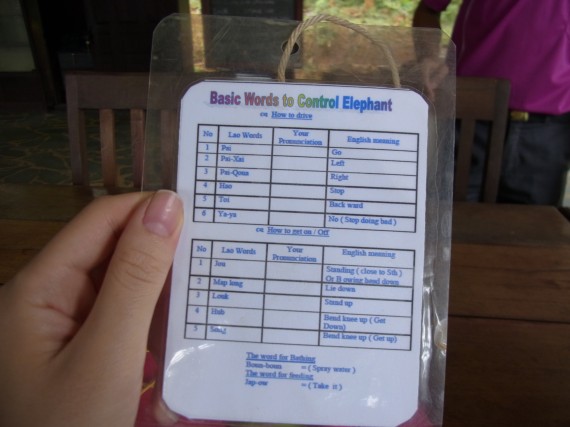 Basic Words to Control Elephant
or How to drive
No Lao Words Your Pronunciation English meaning
1 Pai Go
2 Pai-Xai Left
3 Pai-Qoua Right
4 Hao Stop
5 Toi Back ward
6 Ya-ya No ( Stop doing bad )
or How to get on / Off
No Lao Words Your Pronunciation English meaning
1 Standing ( close to Sth )
Or B owing head down
2 Map long Lie down
3 Louk Stand up
4 Hub Bend knee up ( Get Down)
5 Song Bend knee up ( Get up)
The word for Bathing
Boun-boun = ( Spray water )
The word for feeding
Jap-ow = ( Take it )